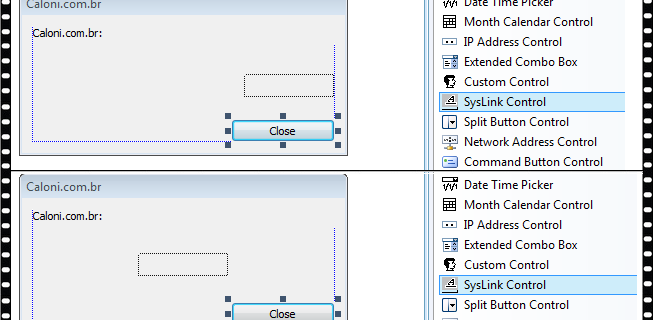 Caloni.com.br
Caloni.com.br:
Close
Date Time Picker
Month Calendar Control
IP Address Control
Extended Combo Box
Custom Control
SysLink Control
Split Button Control
Network Address Control
Command Button Control
Caloni.com.br
Caloni.com.br:
Close
Date Time Picker
Month Calendar Control
IP Address Control
Extended Combo Box
Custom Control
SysLink Control
Split Button Control